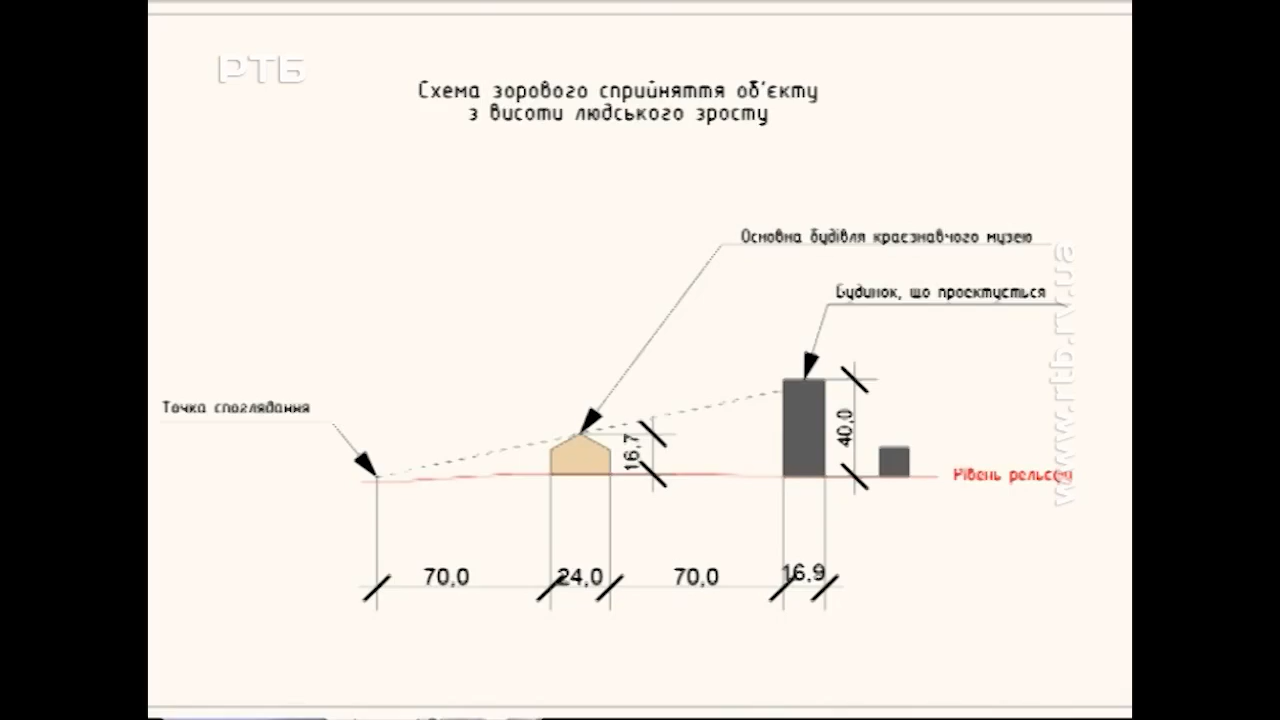 РТБ
Схема зорового сприйняття об'єкту
з висоти людського зросту
Основна будівля краєзнавчого музею
Будинок, що проектується
Точка споглядання
16,7
40,0
Рівень рельєфу
70,0
24,0
70,0
16,9
www.rtb.rv.ua